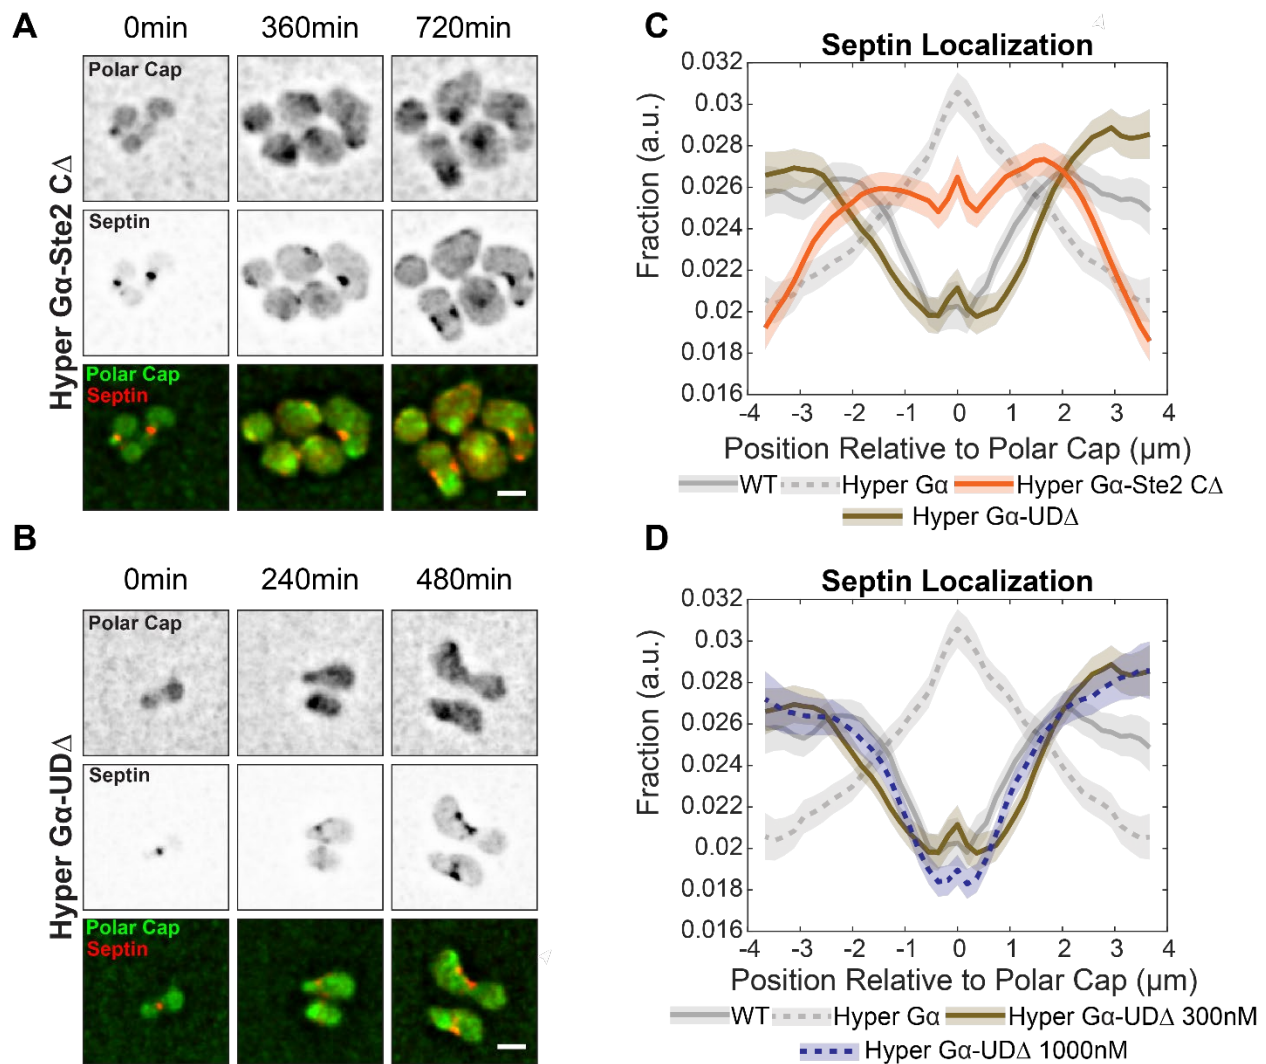 A
0min 360min 720min
Hyper Gα-Ste2 CΔ
Polar Cap
Septin
Polar Cap
Septin
B
0min 240min 480min
Hyper Gα-UDΔ
Polar Cap
Septin
Polar Cap
Septin
C
Septin Localization
Fraction (a.u.)
0.032
0.03
0.028
0.026
0.024
0.022
0.02
0.018
0.016
-4 -3 -2 -1 0 1 2 3 4
Position Relative to Polar Cap (μm)
WT Hyper Gα Hyper Gα-Ste2 CΔ
Hyper Gα-UDΔ
D
Septin Localization
Fraction (a.u.)
0.032
0.03
0.028
0.026
0.024
0.022
0.02
0.018
0.016
-4 -3 -2 -1 0 1 2 3 4
Position Relative to Polar Cap (μm)
WT Hyper Gα Hyper Gα-UDΔ 300nM
Hyper Gα-UDΔ 1000nM